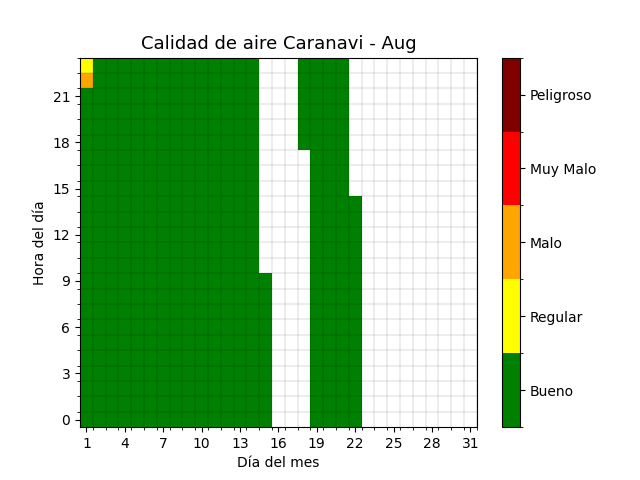 Calidad de aire Caranavi - Aug
Hora del día
21
18
15
12
9
6
3
0
1 4 7 10 13 16 19 22 25 28 31
Día del mes
Peligroso
Muy Malo
Malo
Regular
Bueno